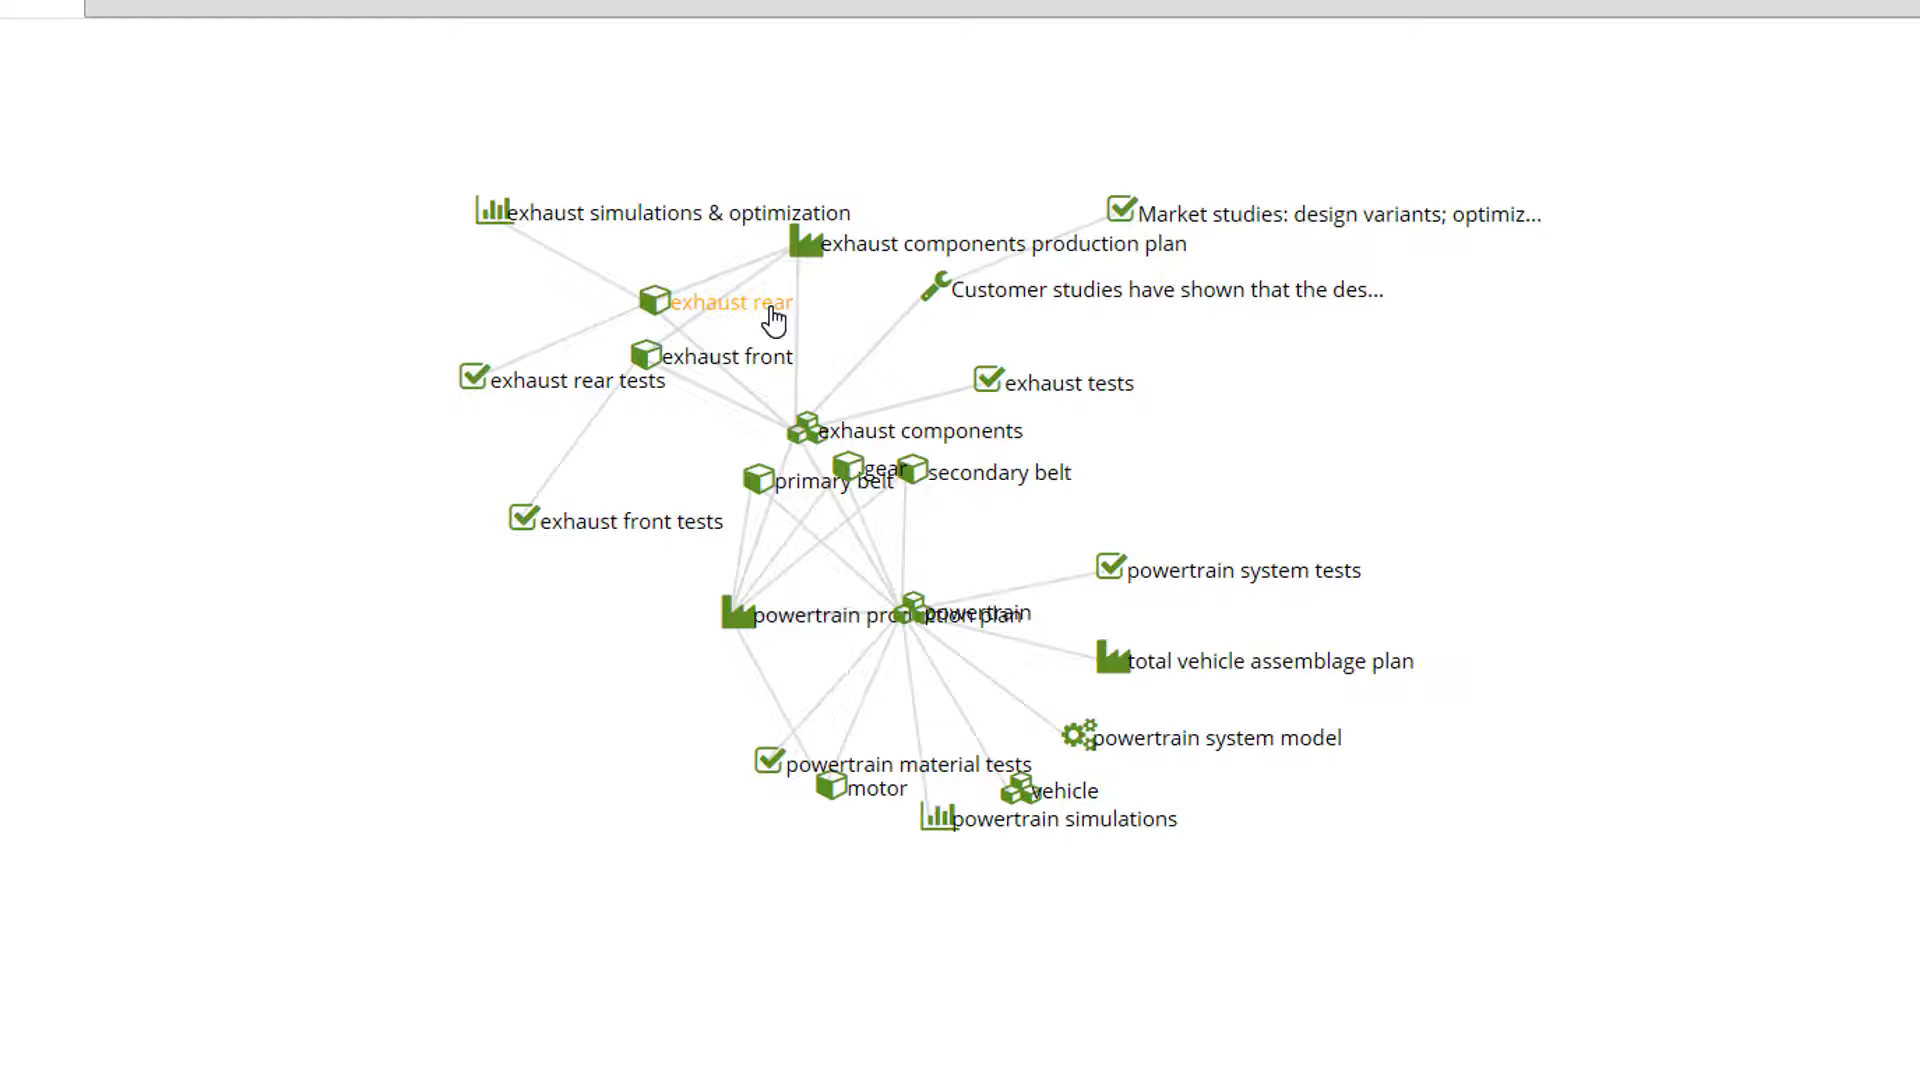 exhaust simulations & optimization
Market studies: design variants; optimiz...
exhaust components production plan
Customer studies have shown that the des...
exhaust rear
exhaust front
exhaust rear tests
exhaust tests
exhaust components
gear
secondary belt
primary belt
exhaust front tests
powertrain system tests
powertrain
powertrain production plan
total vehicle assemblage plan
powertrain system model
powertrain material tests
motor
vehicle
powertrain simulations